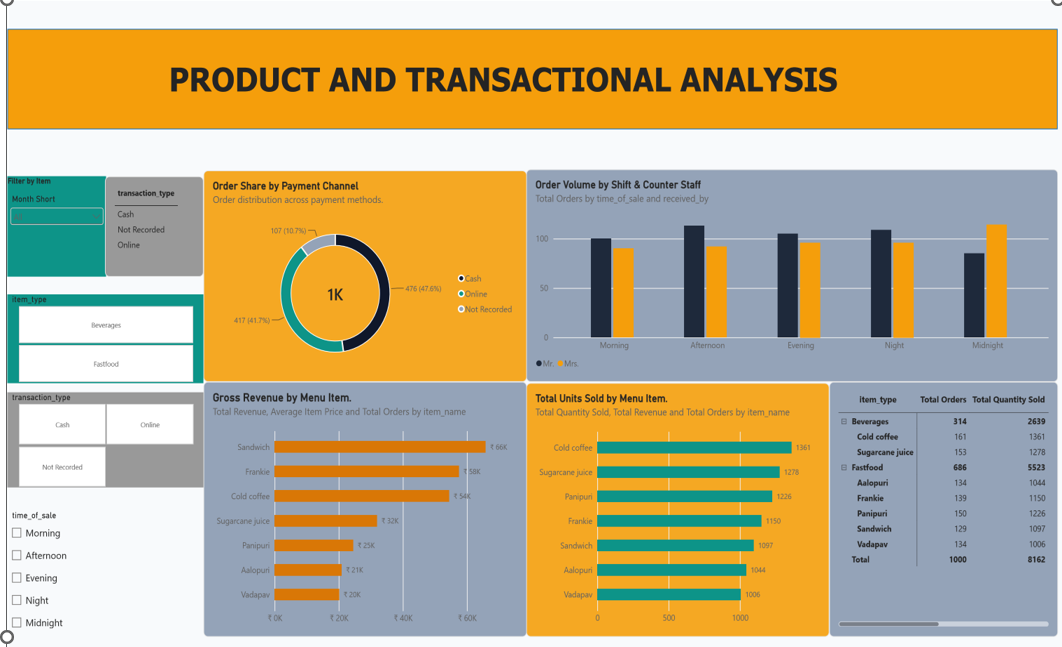 PRODUCT AND TRANSACTIONAL ANALYSIS
Filter by Item
Month Short
transaction_type
Cash
Not Recorded
Online
item_type
Beverages
Fastfood
transaction_type
Cash
Online
Not Recorded
time_of_sale
Morning
Afternoon
Evening
Night
Midnight
Order Share by Payment Channel
Order distribution across payment methods.
107 (10.7%)
1K
476 (47.6%)
417 (41.7%)
Cash
Online
Not Recorded
Order Volume by Shift & Counter Staff
Total Orders by time_of_sale and received_by
100
50
0
Morning
Afternoon
Evening
Night
Midnight
Mr.
Mrs.
Gross Revenue by Menu Item.
Total Revenue, Average Item Price and Total Orders by item_name
Sandwich ₹ 66K
Frankie ₹ 58K
Cold coffee ₹ 54K
Sugarcane juice ₹ 32K
Panipuri ₹ 25K
Aalopuri ₹ 21K
Vadapav ₹ 20K
₹ 0K ₹ 20K ₹ 40K ₹ 60K
Total Units Sold by Menu Item.
Total Quantity Sold, Total Revenue and Total Orders by item_name
Cold coffee 1361
Sugarcane juice 1278
Panipuri 1226
Frankie 1150
Sandwich 1097
Aalopuri 1044
Vadapav 1006
0 500 1000
item_type Total Orders Total Quantity Sold
Beverages 314 2639
Cold coffee 161 1361
Sugarcane juice 153 1278
Fastfood 686 5523
Aalopuri 134 1044
Frankie 139 1150
Panipuri 150 1226
Sandwich 129 1097
Vadapav 134 1006
Total 1000 8162